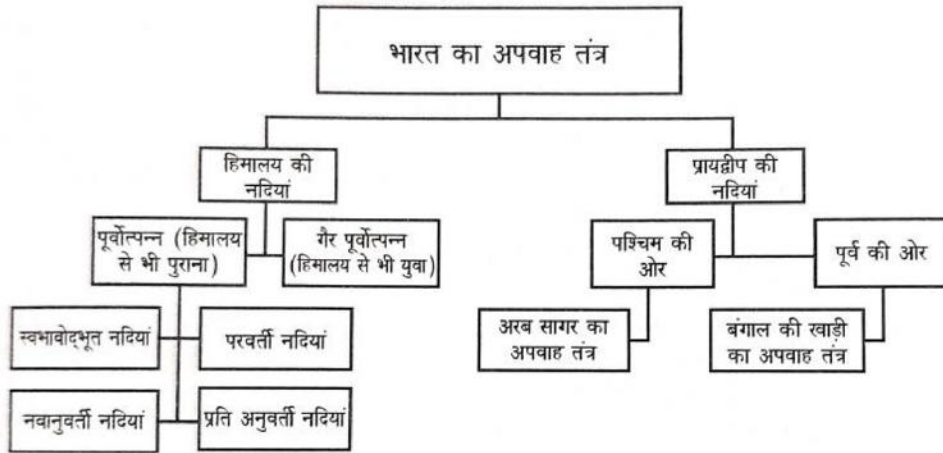 भारत का अपवाह तंत्र
हिमालय की
नदियां
प्रायद्वीप की
नदियां
पूर्वोत्पन्न (हिमालय
से भी पुराना)
गैर पूर्वोत्पन्न
(हिमालय से भी युवा)
पश्चिम की
ओर
पूर्व की ओर
स्वभावोद्भूत नदियां
परवर्ती नदियां
अरब सागर का
अपवाह तंत्र
बंगाल की खाड़ी
का अपवाह तंत्र
नवानुवर्ती नदियां
प्रति अनुवर्ती नदियां